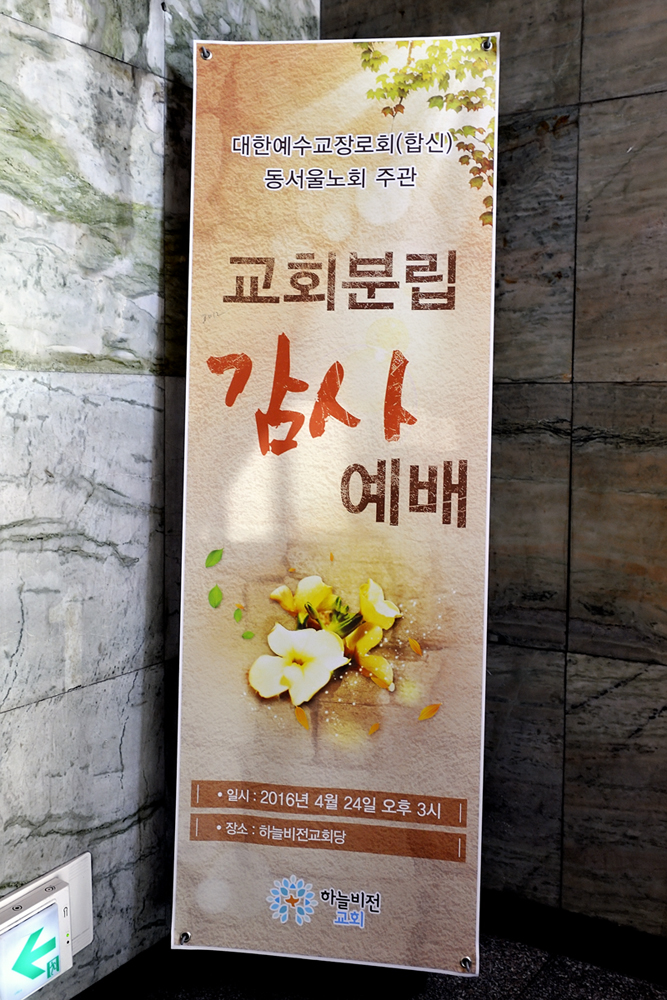 대한예수교장로회(합신)
동서울노회 주관
교회분립
감사
예배
• 일시 : 2016년 4월 24일 오후 3시
• 장소 : 하늘비전교회당
하늘비전
교회